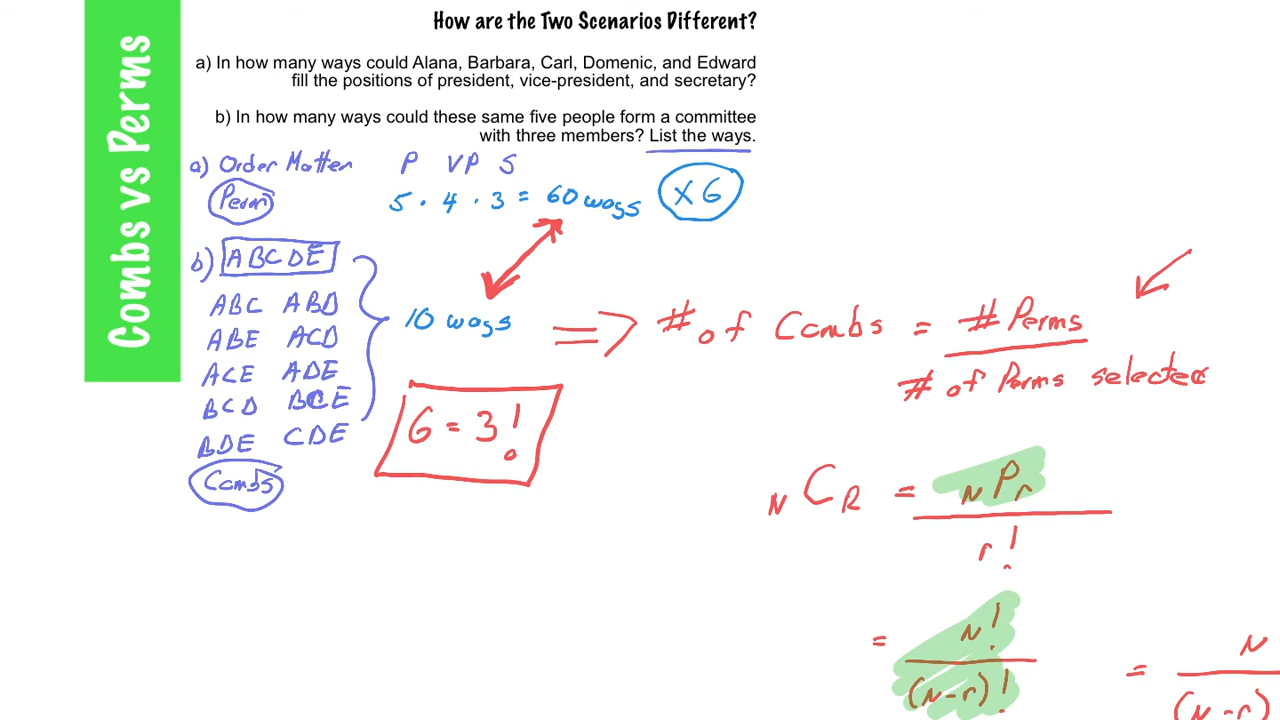 Combs vs Perms
How are the Two Scenarios Different?
a) In how many ways could Alana, Barbara, Carl, Domenic, and Edward
fill the positions of president, vice-president, and secretary?
b) In how many ways could these same five people form a committee
with three members? List the ways.
a) Order Matters P VP S
Perm 5 · 4 · 3 = 60 ways X 6
b) ABCDE
ABC ABD
ABE ACD
ACE ADE
BCD BCE
BDE CDE
Combs
10 ways => # of Combs = # Perms
# of Perms selected
6 = 3!
N C R = N P r
r!
= N!
(N-r)!
= N
(N-r)